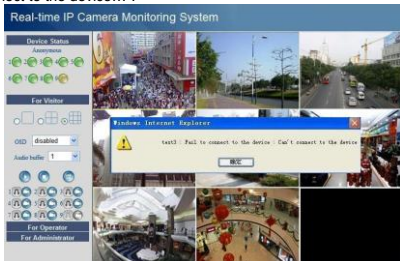 Real-time IP Camera Monitoring System
Device Status
Anonymous
For Visitor
OSD disabled
Audio buffer 1
For Operator
For Administrator
Windows Internet Explorer
test3 : Fail to connect to the device : Can't connect to the device
确定